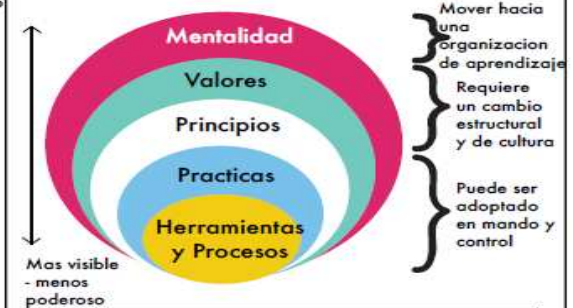 Mentalidad
Valores
Principios
Practicas
Herramientas
y Procesos
Mas visible
- menos
poderoso
Mover hacia
una
organizacion
de aprendizaje
Requiere
un cambio
estructural
y de cultura
Puede ser
adoptado
en mando y
control